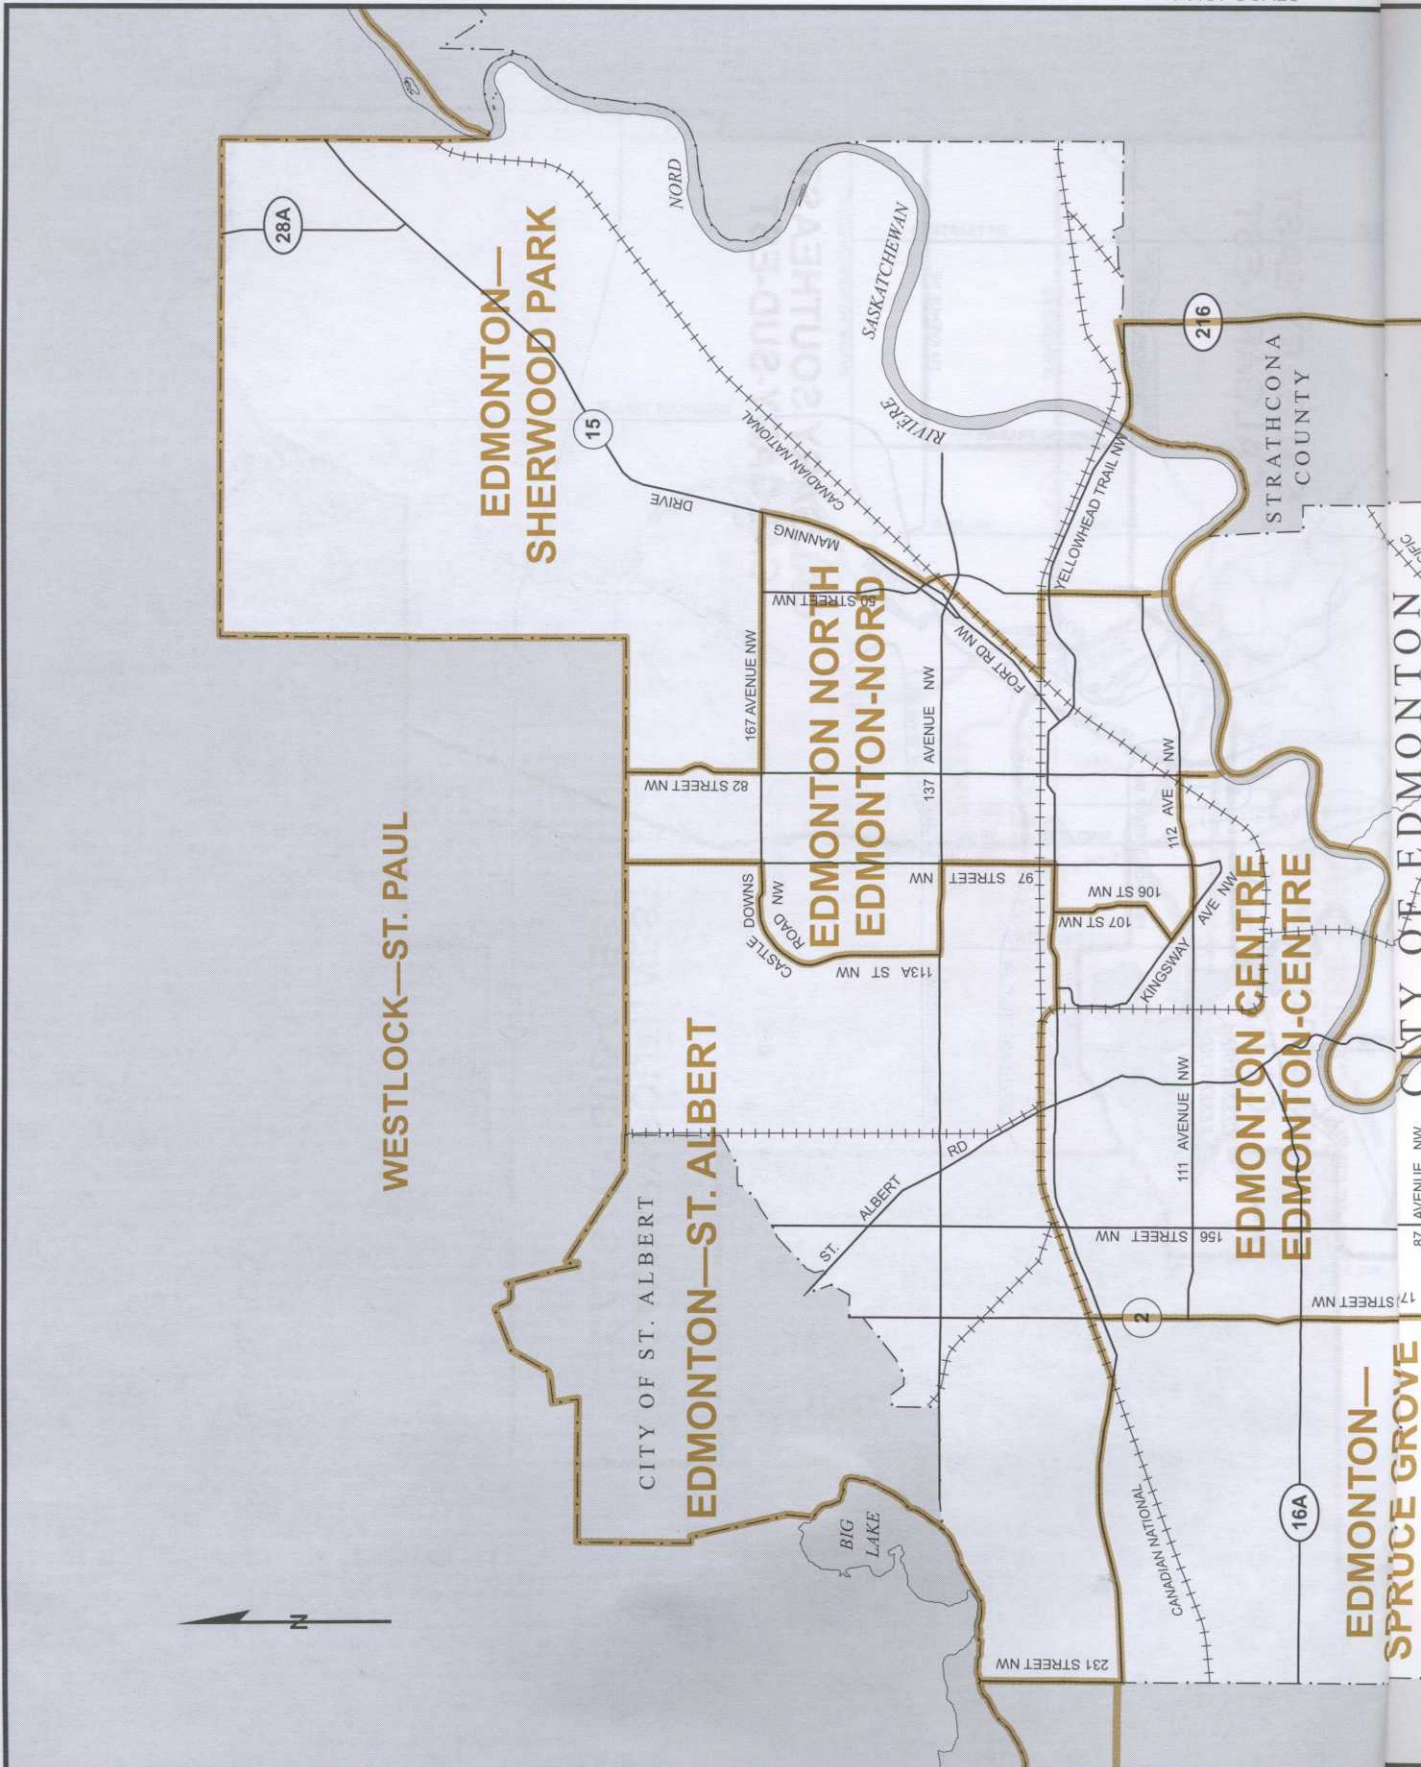 28A
EDMONTON—
SHERWOOD PARK
15
NORD
SASKATCHEWAN
RIVIÈRE
216
STRATHCONA
COUNTY
CANADIAN NATIONAL
MANNING
DRIVE
YELLOWHEAD TRAIL NW
50 STREET NW
EDMONTON NORTH
EDMONTON-NORD
FORT RD NW
167 AVENUE NW
137 AVENUE NW
82 STREET NW
112 AVE NW
WESTLOCK—ST. PAUL
CASTLE DOWNS
ROAD NW
97 STREET NW
106 ST NW
107 ST NW
113A ST NW
KINGSWAY AVE NW
EDMONTON CENTRE
EDMONTON-CENTRE
CITY OF EDMONTON
EDMONTON—ST. ALBERT
CITY OF ST. ALBERT
ST. ALBERT RD
111 AVENUE NW
156 STREET NW
87 AVENUE NW
STREET NW
2
BIG
LAKE
CANADIAN NATIONAL
16A
EDMONTON—
SPRUCE GROVE
231 STREET NW
N